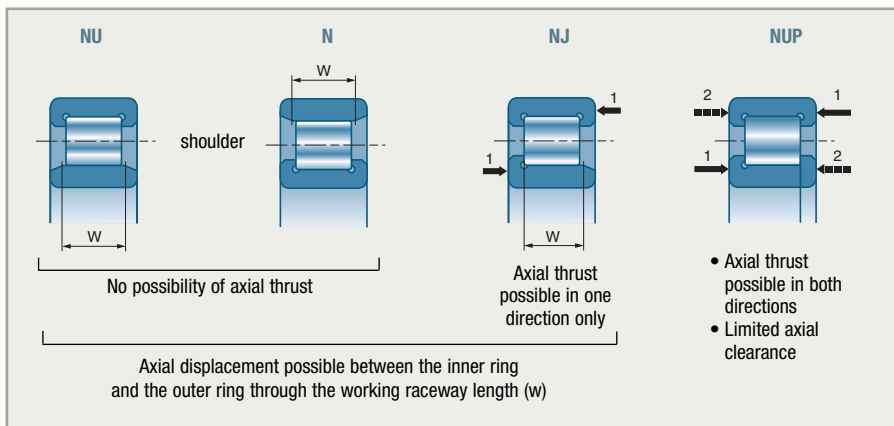 NU
N
NJ
NUP
W
W
W
shoulder
1
1
2
1
1
2
No possibility of axial thrust
Axial thrust
possible in one
direction only
• Axial thrust
possible in both
directions
• Limited axial
clearance
Axial displacement possible between the inner ring
and the outer ring through the working raceway length (w)